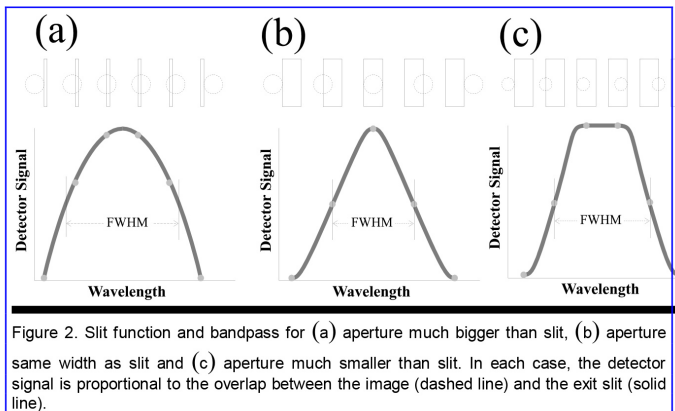 (a)
(b)
(c)
Detector Signal
FWHM
Wavelength
Detector Signal
FWHM
Wavelength
Detector Signal
FWHM
Wavelength
Figure 2. Slit function and bandpass for (a) aperture much bigger than slit, (b) aperture
same width as slit and (c) aperture much smaller than slit. In each case, the detector
signal is proportional to the overlap between the image (dashed line) and the exit slit (solid
line).